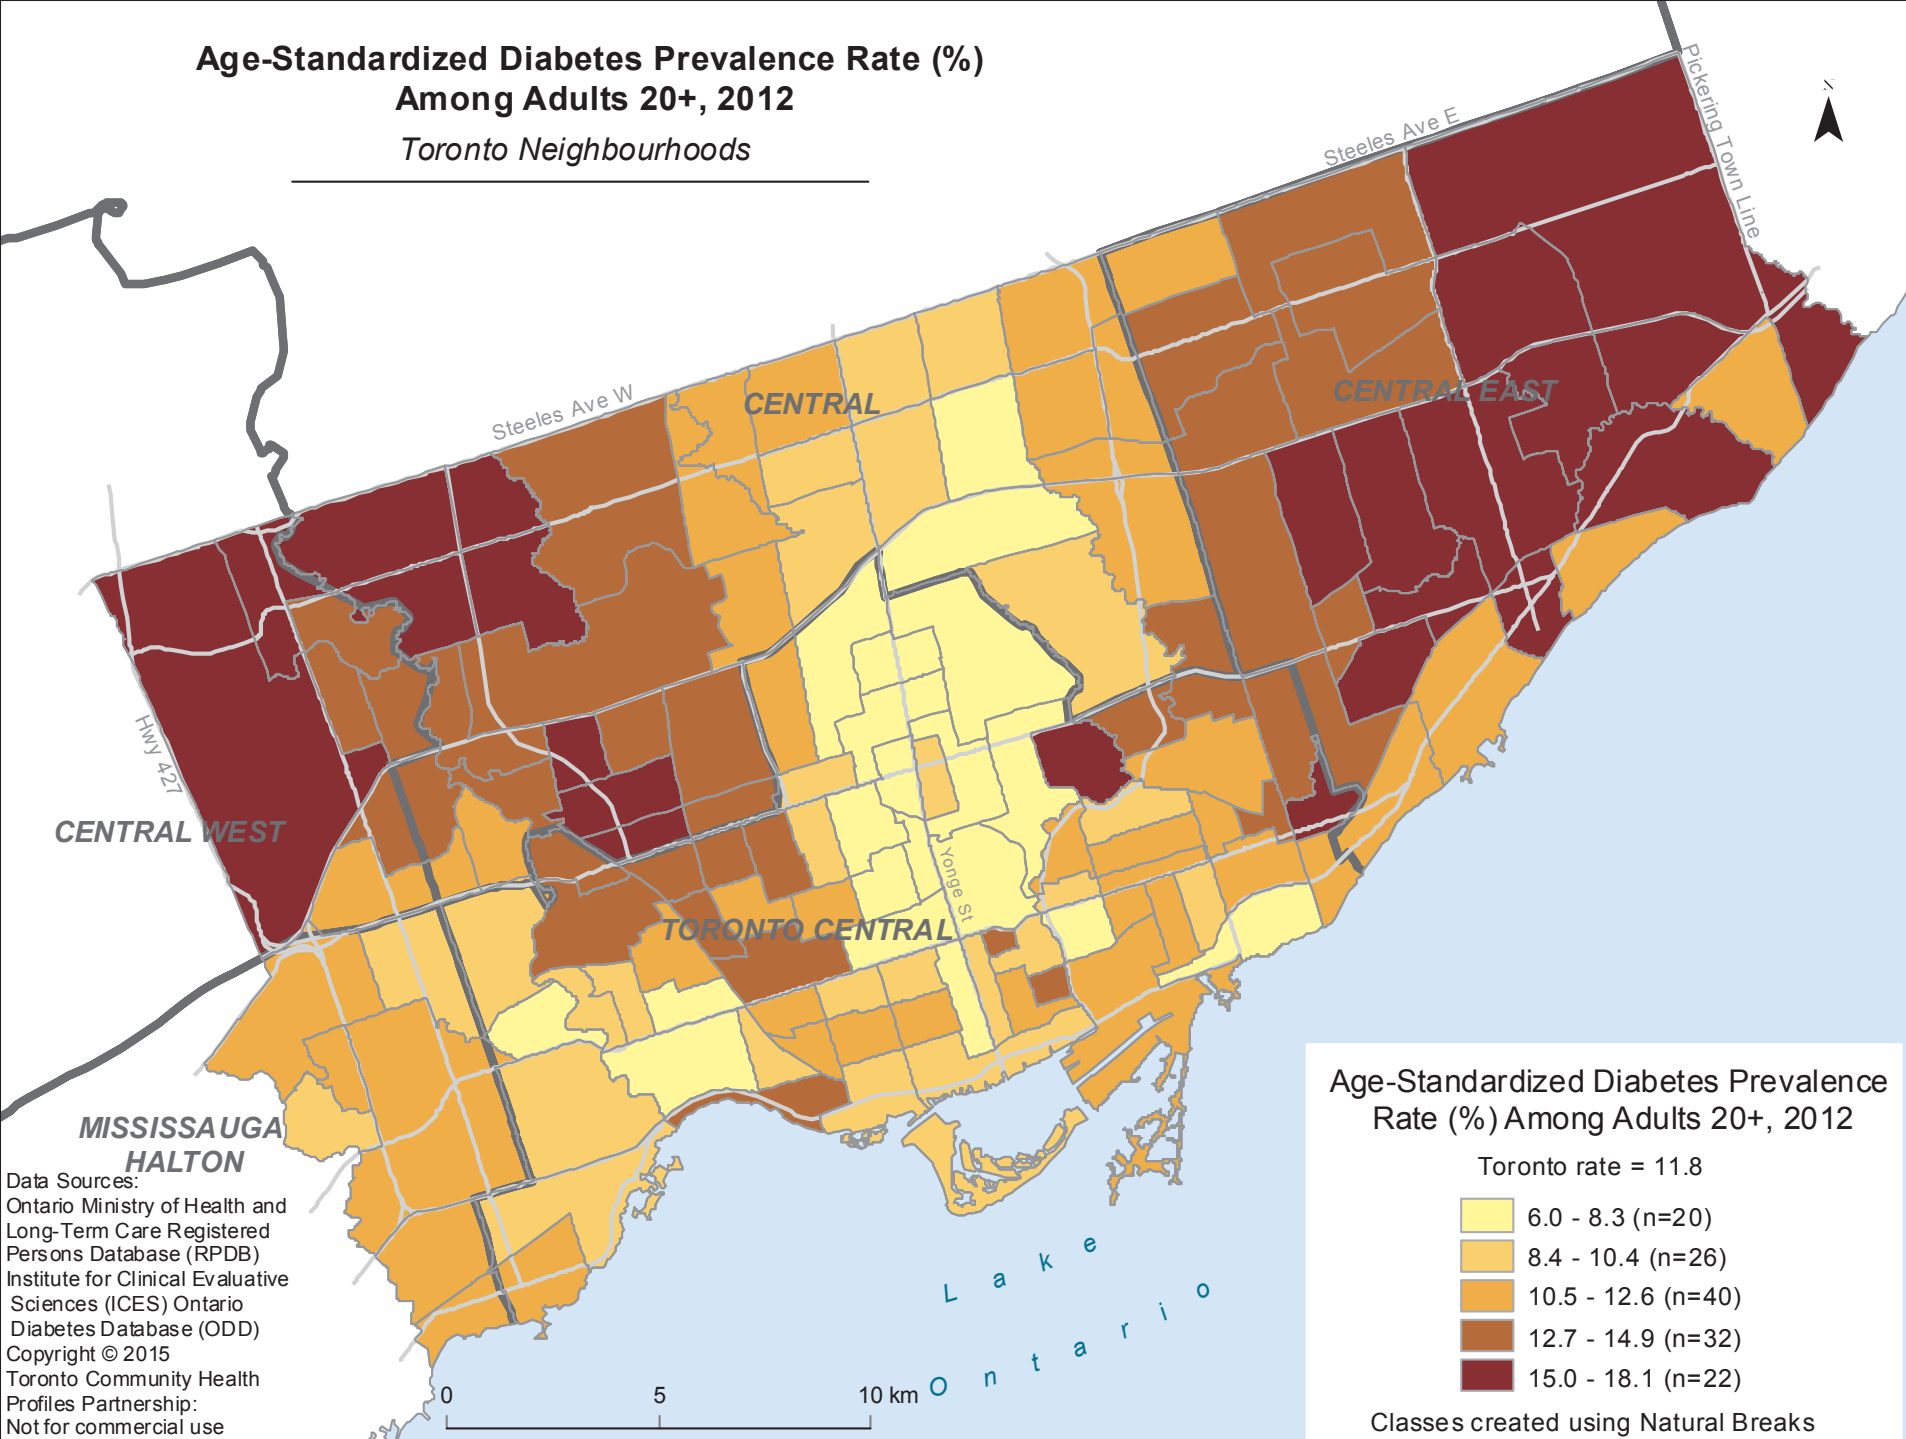 Age-Standardized Diabetes Prevalence Rate (%)
Among Adults 20+, 2012
Toronto Neighbourhoods
N
Pickering Town Line
Steeles Ave E
Steeles Ave W
CENTRAL
CENTRAL EAST
Hwy 427
CENTRAL WEST
Yonge St
TORONTO CENTRAL
MISSISSAUGA
HALTON
Data Sources:
Ontario Ministry of Health and
Long-Term Care Registered
Persons Database (RPDB)
Institute for Clinical Evaluative
Sciences (ICES) Ontario
Diabetes Database (ODD)
Copyright © 2015
Toronto Community Health
Profiles Partnership:
Not for commercial use
0 5 10 km
Lake
Ontario
Age-Standardized Diabetes Prevalence
Rate (%) Among Adults 20+, 2012
Toronto rate = 11.8
6.0 - 8.3 (n=20)
8.4 - 10.4 (n=26)
10.5 - 12.6 (n=40)
12.7 - 14.9 (n=32)
15.0 - 18.1 (n=22)
Classes created using Natural Breaks